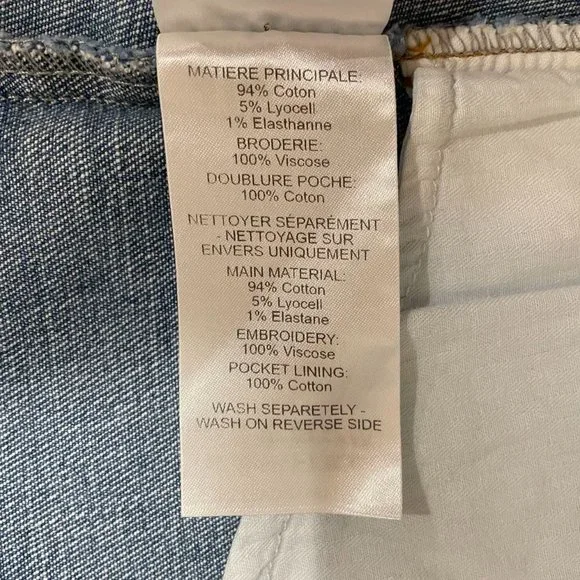 MATIERE PRINCIPALE:
94% Coton
5% Lyocell
1% Elasthanne
BRODERIE:
100% Viscose
DOUBLURE POCHE:
100% Coton
NETTOYER SÉPARÉMENT
- NETTOYAGE SUR
ENVERS UNIQUEMENT
MAIN MATERIAL:
94% Cotton
5% Lyocell
1% Elastane
EMBROIDERY:
100% Viscose
POCKET LINING:
100% Cotton
WASH SEPARETELY -
WASH ON REVERSE SIDE